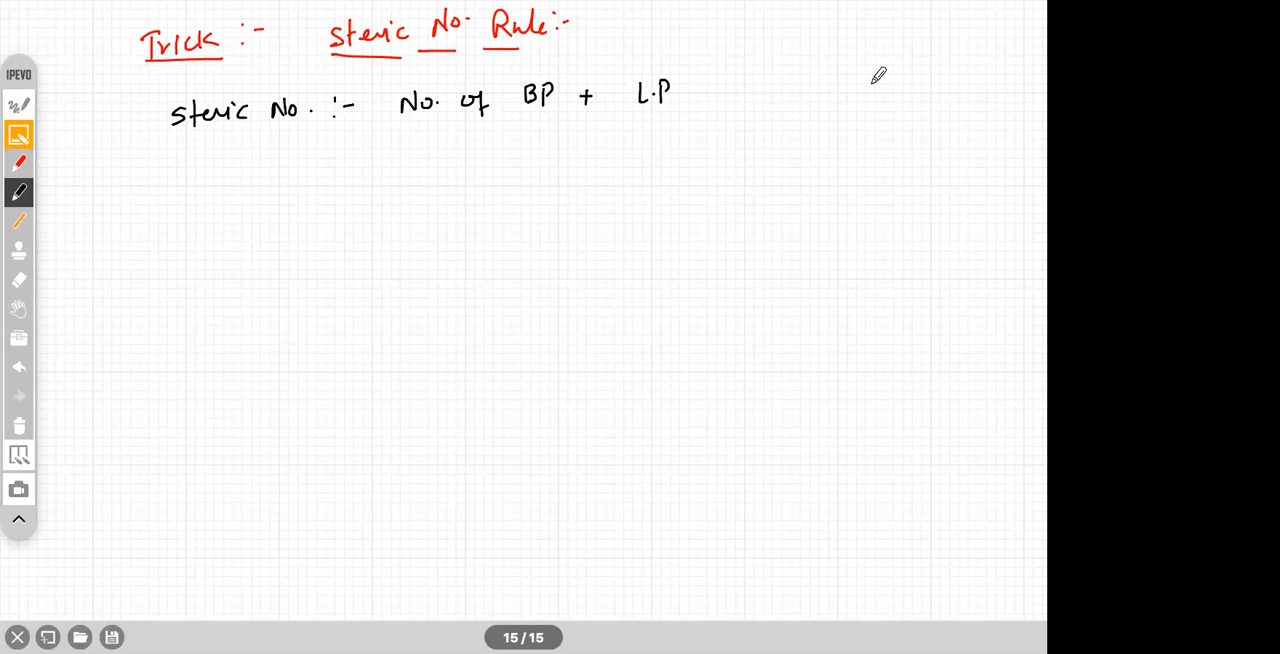 Trick :- Steric No. Rule:-
Steric No. :- No. of BP + L.P
IPEVO
15 / 15